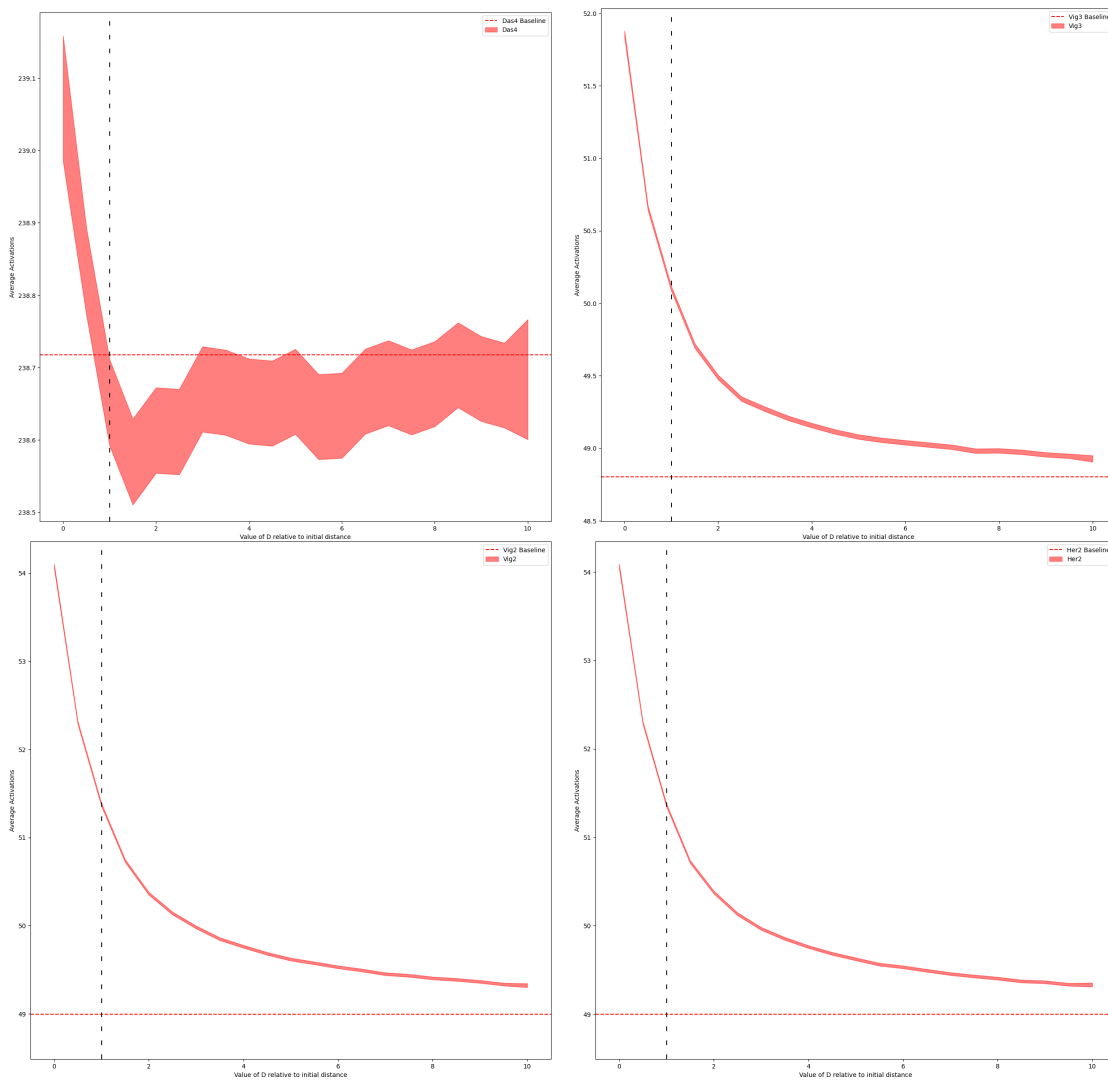 Das4 Baseline
Das4
Average Activations
239.1
239.0
238.9
238.8
238.7
238.6
238.5
0 2 4 6 8 10
Value of D relative to initial distance
Vig3 Baseline
Vig3
Average Activations
52.0
51.5
51.0
50.5
50.0
49.5
49.0
48.5
0 2 4 6 8 10
Value of D relative to initial distance
Vig2 Baseline
Vig2
Average Activations
54
53
52
51
50
49
0 2 4 6 8 10
Value of D relative to initial distance
Her2 Baseline
Her2
Average Activations
54
53
52
51
50
49
0 2 4 6 8 10
Value of D relative to initial distance